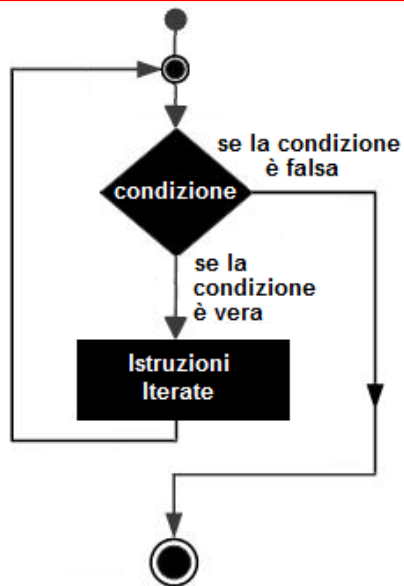 se la condizione
è falsa
condizione
se la
condizione
è vera
Istruzioni
Iterate